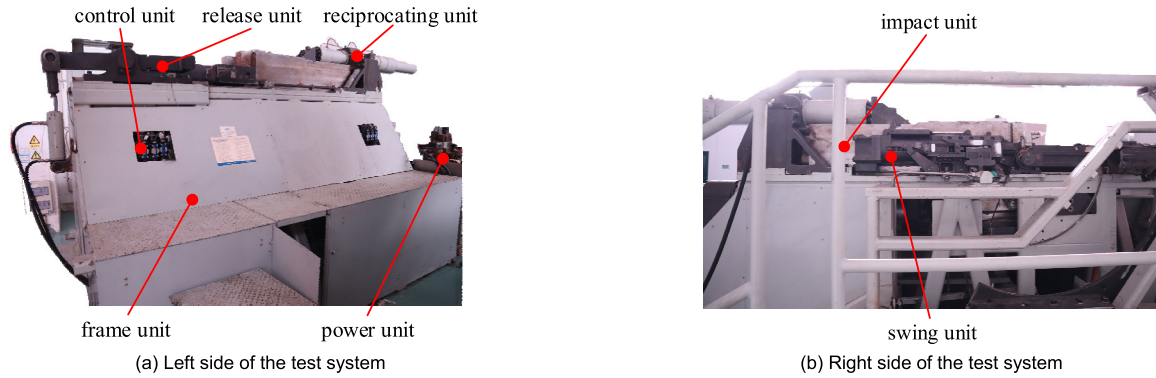 control unit
release unit
reciprocating unit
frame unit
power unit
(a) Left side of the test system
impact unit
swing unit
(b) Right side of the test system